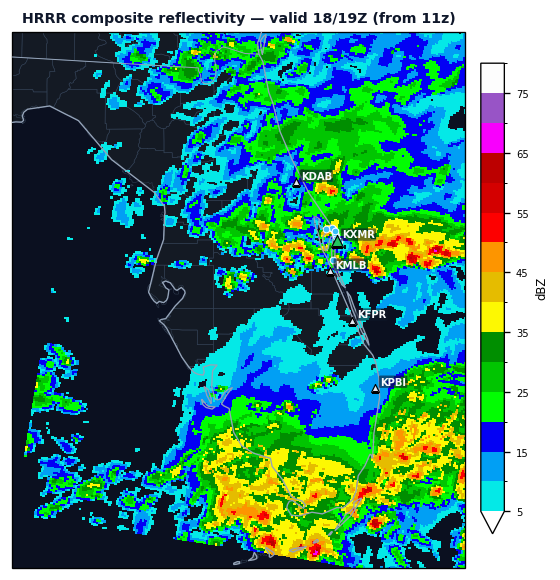 HRRR composite reflectivity — valid 18/19Z (from 11z)
KDAB
KXMR
KMLB
KFPR
KPBI
75
65
55
45
35
25
15
5
dBZ